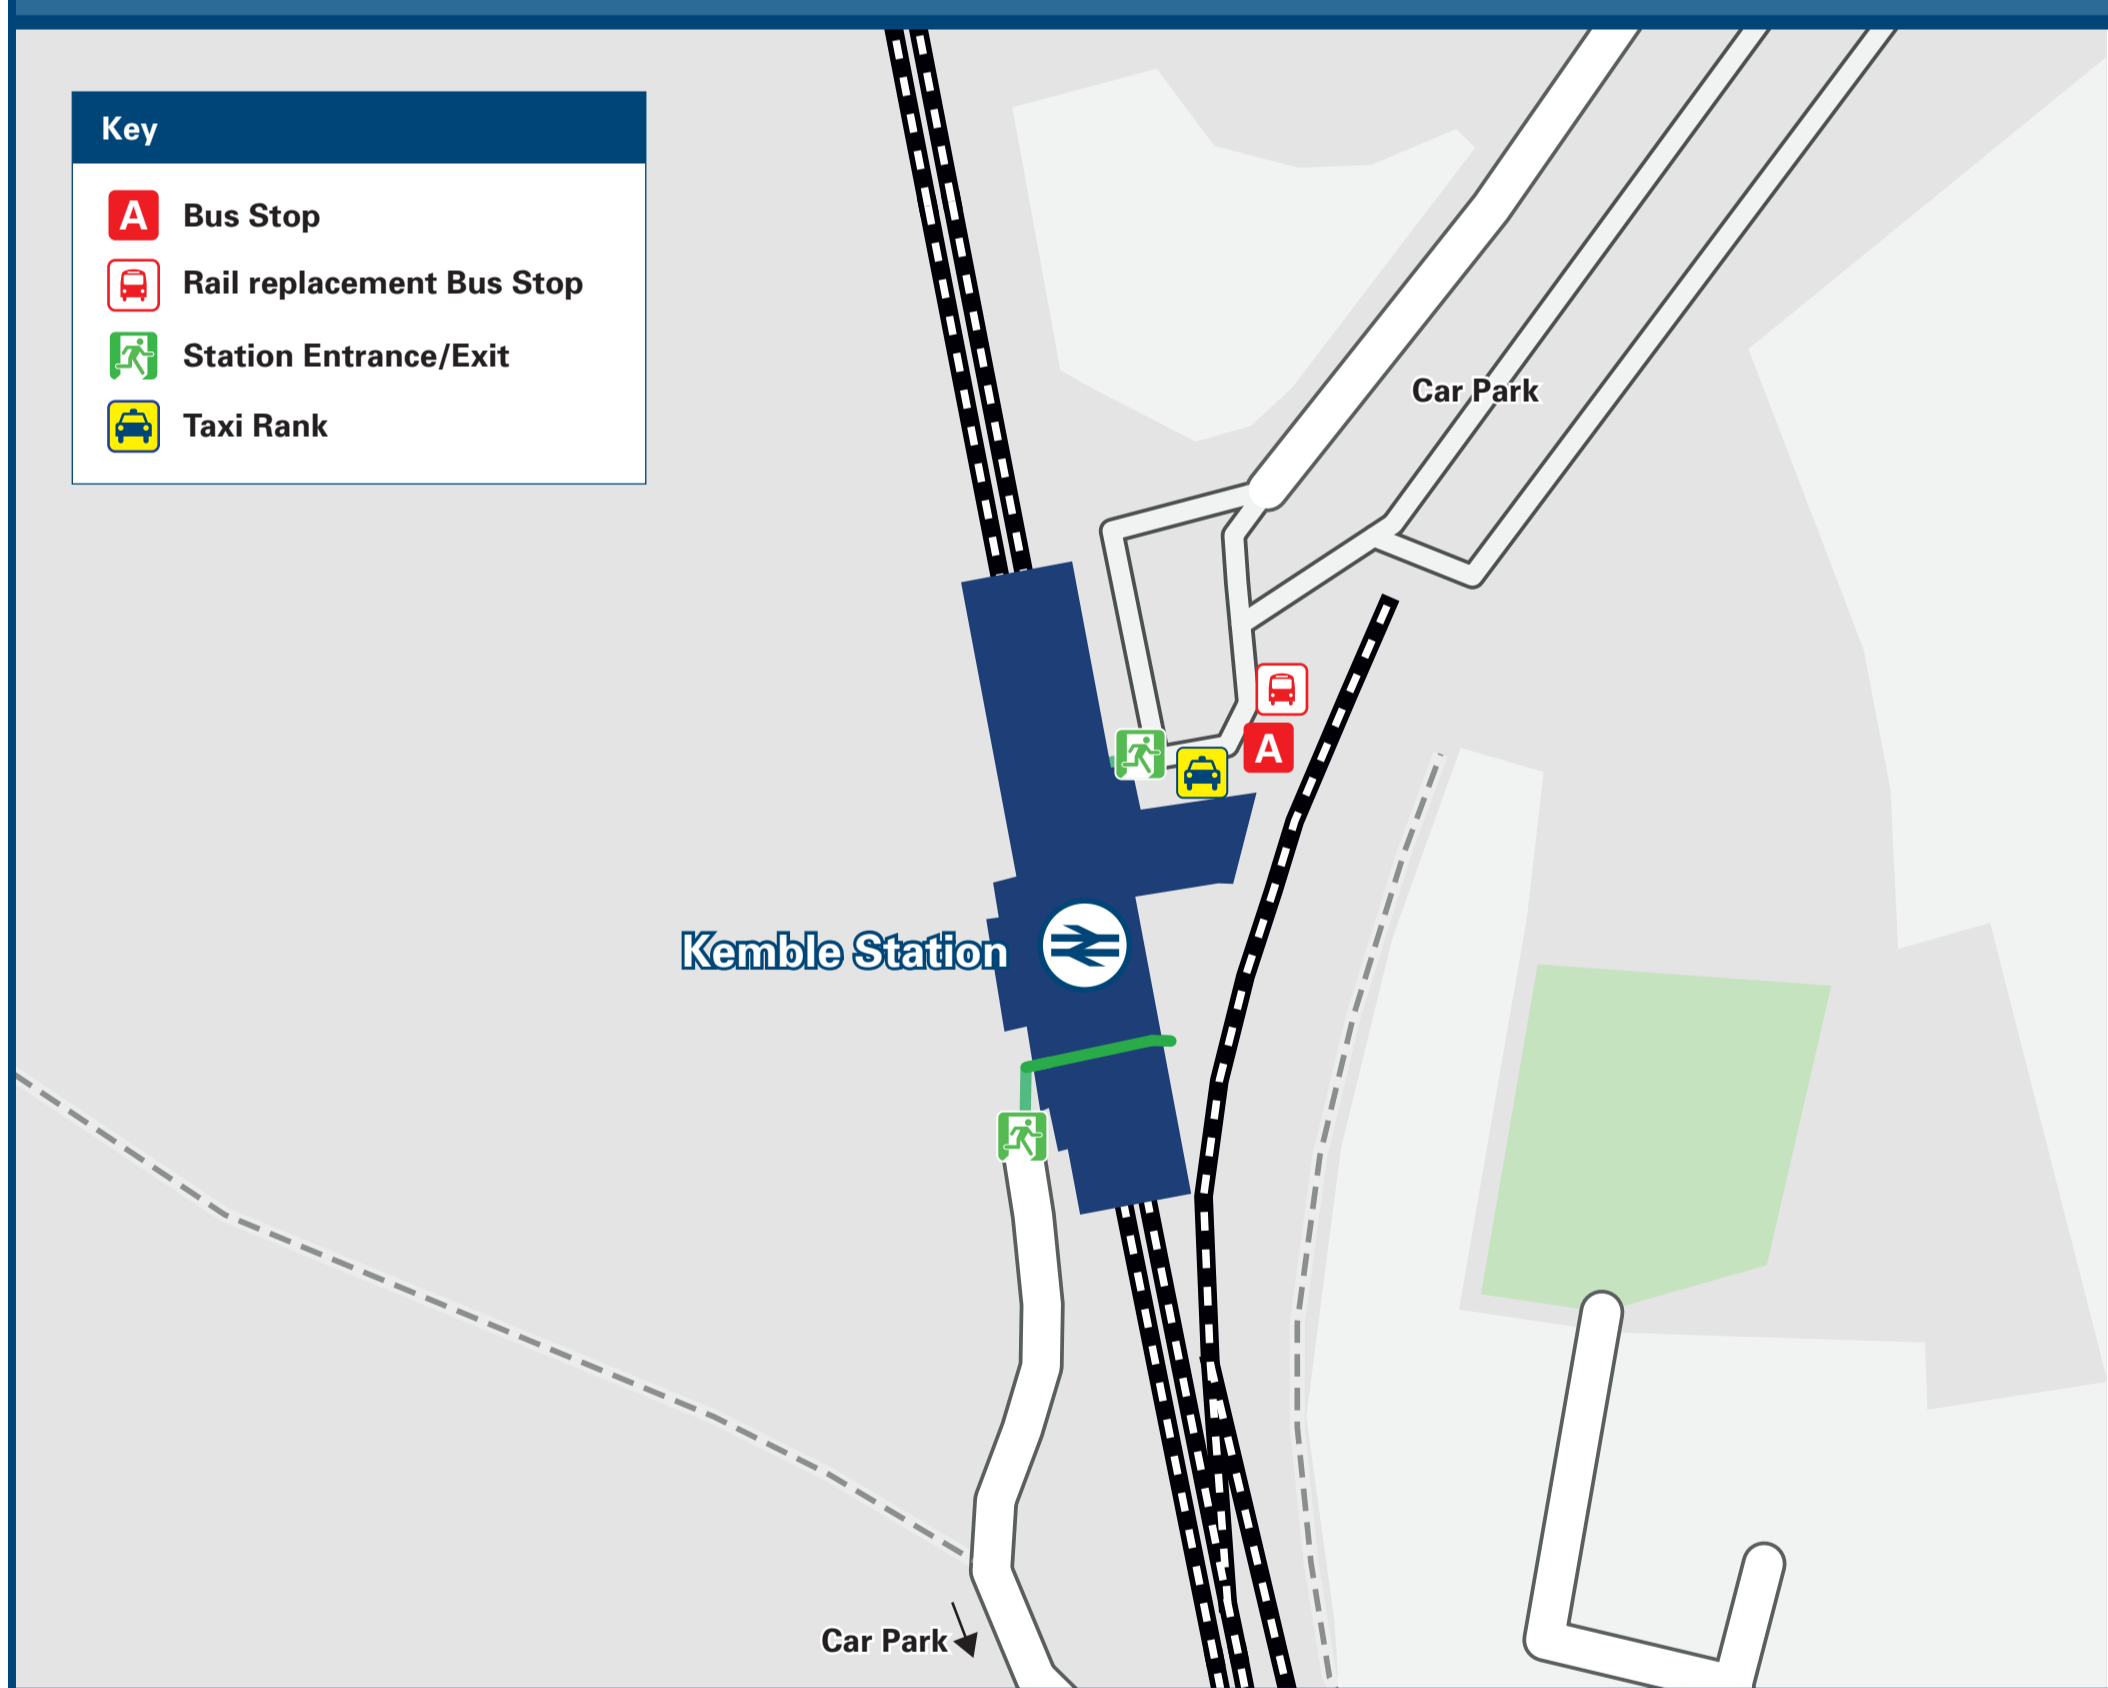 Key
A
Bus Stop
Rail replacement Bus Stop
Station Entrance/Exit
Taxi Rank
Car Park
A
Kemble Station
Car Park